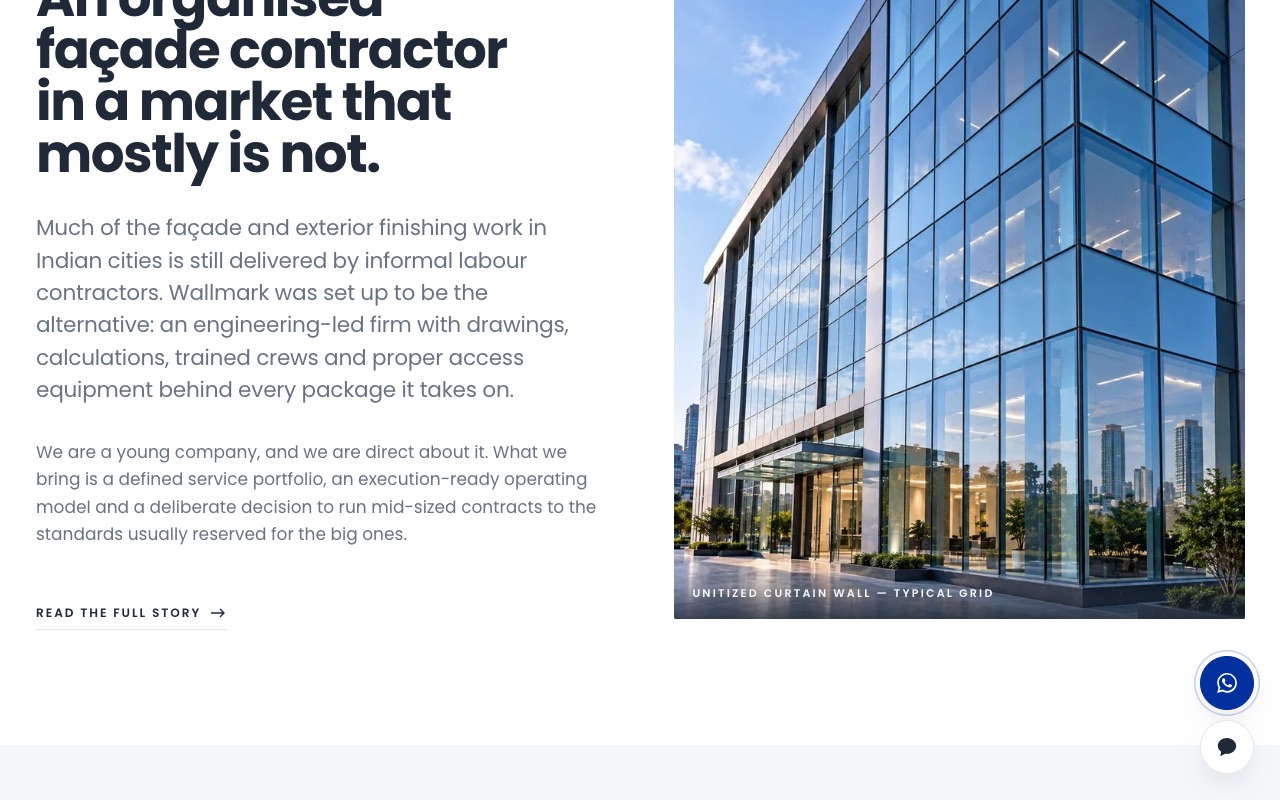 An organised
façade contractor
in a market that
mostly is not.
Much of the façade and exterior finishing work in
Indian cities is still delivered by informal labour
contractors. Wallmark was set up to be the
alternative: an engineering-led firm with drawings,
calculations, trained crews and proper access
equipment behind every package it takes on.
We are a young company, and we are direct about it. What we
bring is a defined service portfolio, an execution-ready operating
model and a deliberate decision to run mid-sized contracts to the
standards usually reserved for the big ones.
READ THE FULL STORY
UNITIZED CURTAIN WALL — TYPICAL GRID